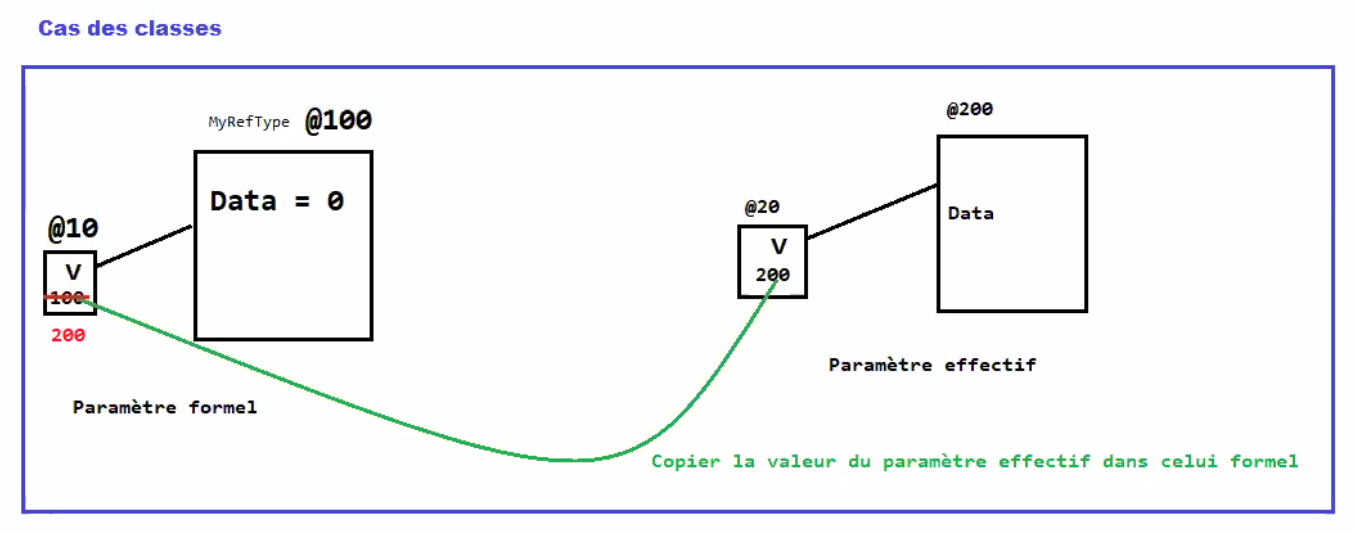 Cas des classes
MyRefType @100
Data = 0
@10
V
100
200
Paramètre formel
@200
Data
@20
V
200
Paramètre effectif
Copier la valeur du paramètre effectif dans celui formel